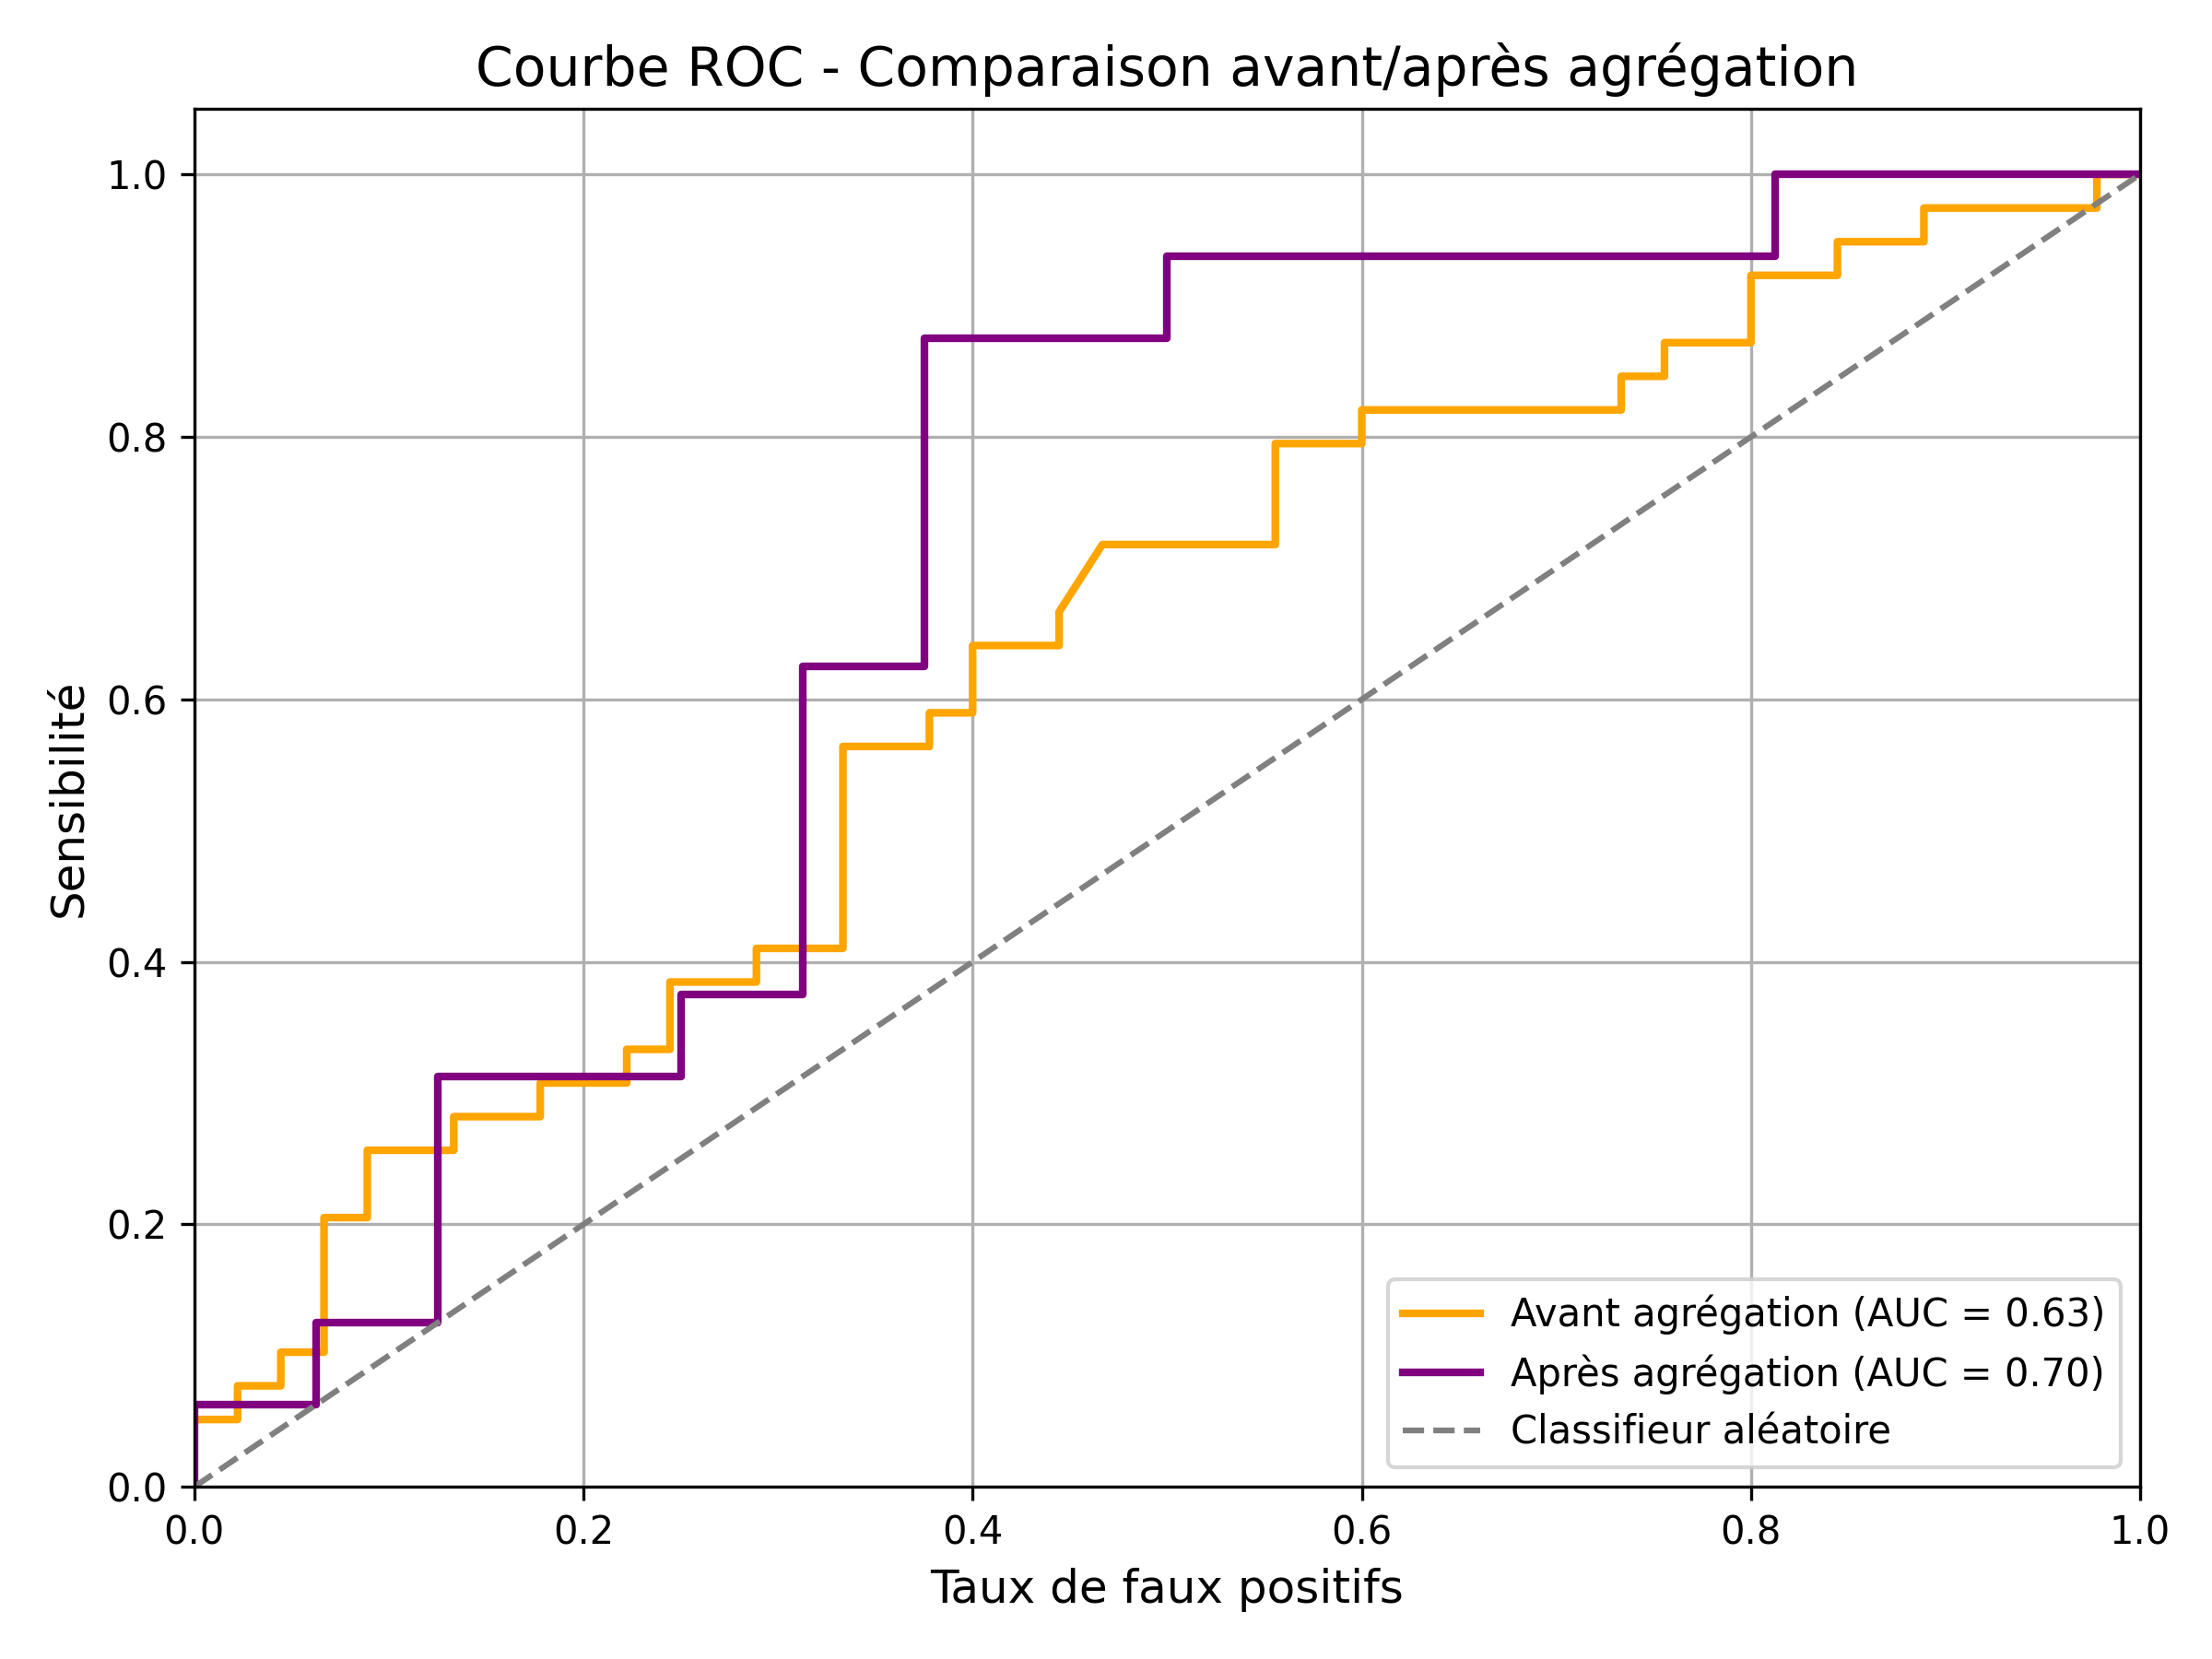 Courbe ROC - Comparaison avant/après agrégation
Sensibilité
1.0
0.8
0.6
0.4
0.2
0.0
0.0 0.2 0.4 0.6 0.8 1.0
Taux de faux positifs
Avant agrégation (AUC = 0.63)
Après agrégation (AUC = 0.70)
Classifieur aléatoire